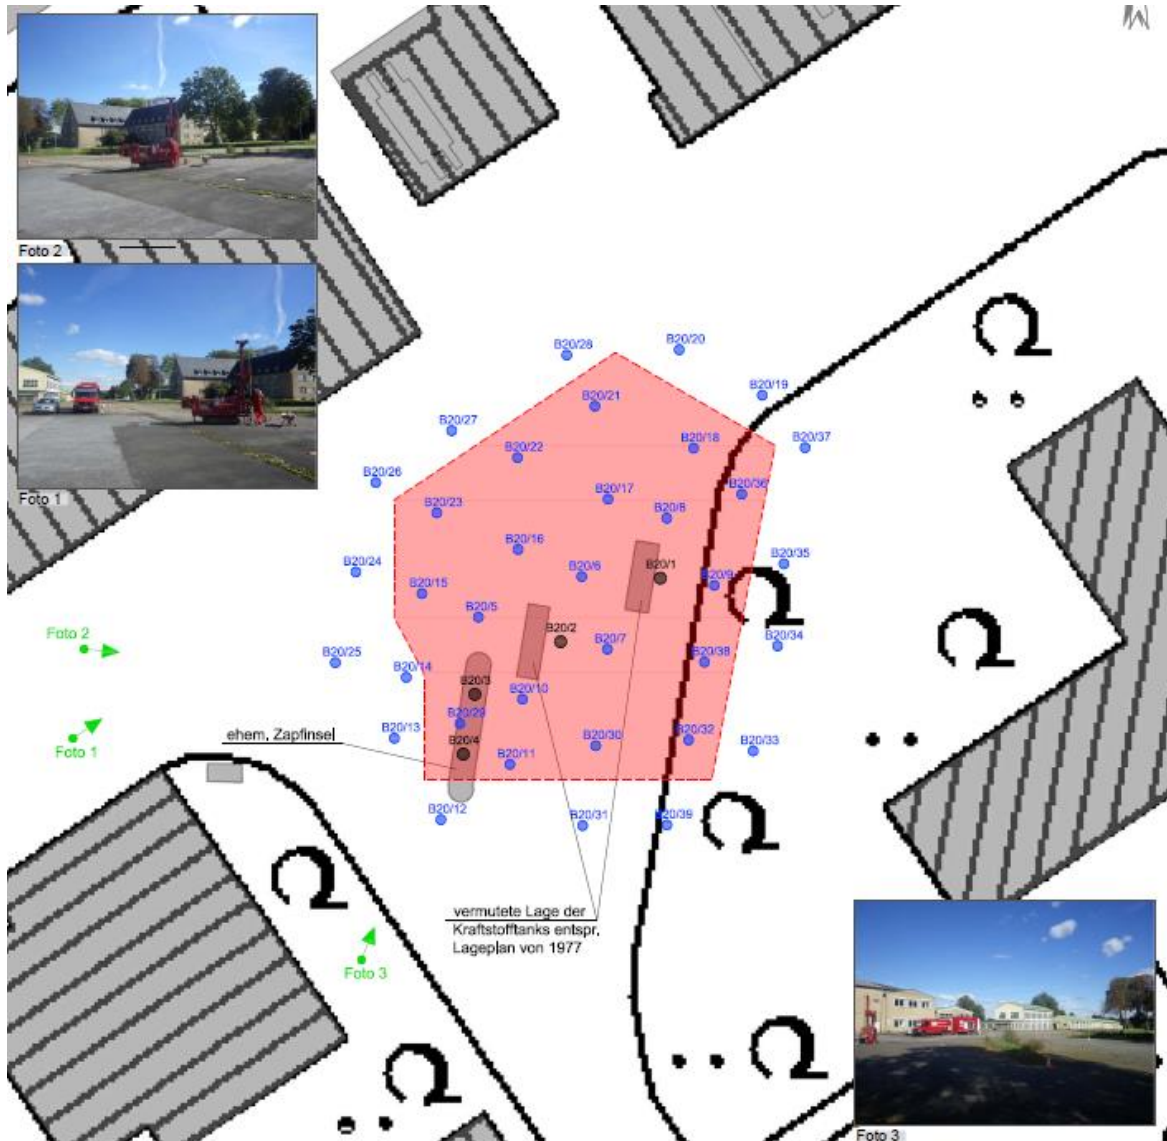 Foto 2
Foto 1
B20/28
B20/20
B20/19
B20/21
B20/27
B20/22
B20/18
B20/37
B20/26
B20/36
B20/23
B20/17
B20/8
B20/16
B20/35
B20/24
B20/6
B20/1
B20/15
B20/9
B20/5
Foto 2
B20/2
B20/7
B20/34
B20/25
B20/14
B20/38
B20/3
B20/10
B20/29
B20/13
ehem. Zapfinsel
B20/4
B20/30
B20/32
B20/33
Foto 1
B20/11
B20/12
B20/31
B20/39
vermutete Lage der
Kraftstofftanks entspr.
Lageplan von 1977
Foto 3
Foto 3